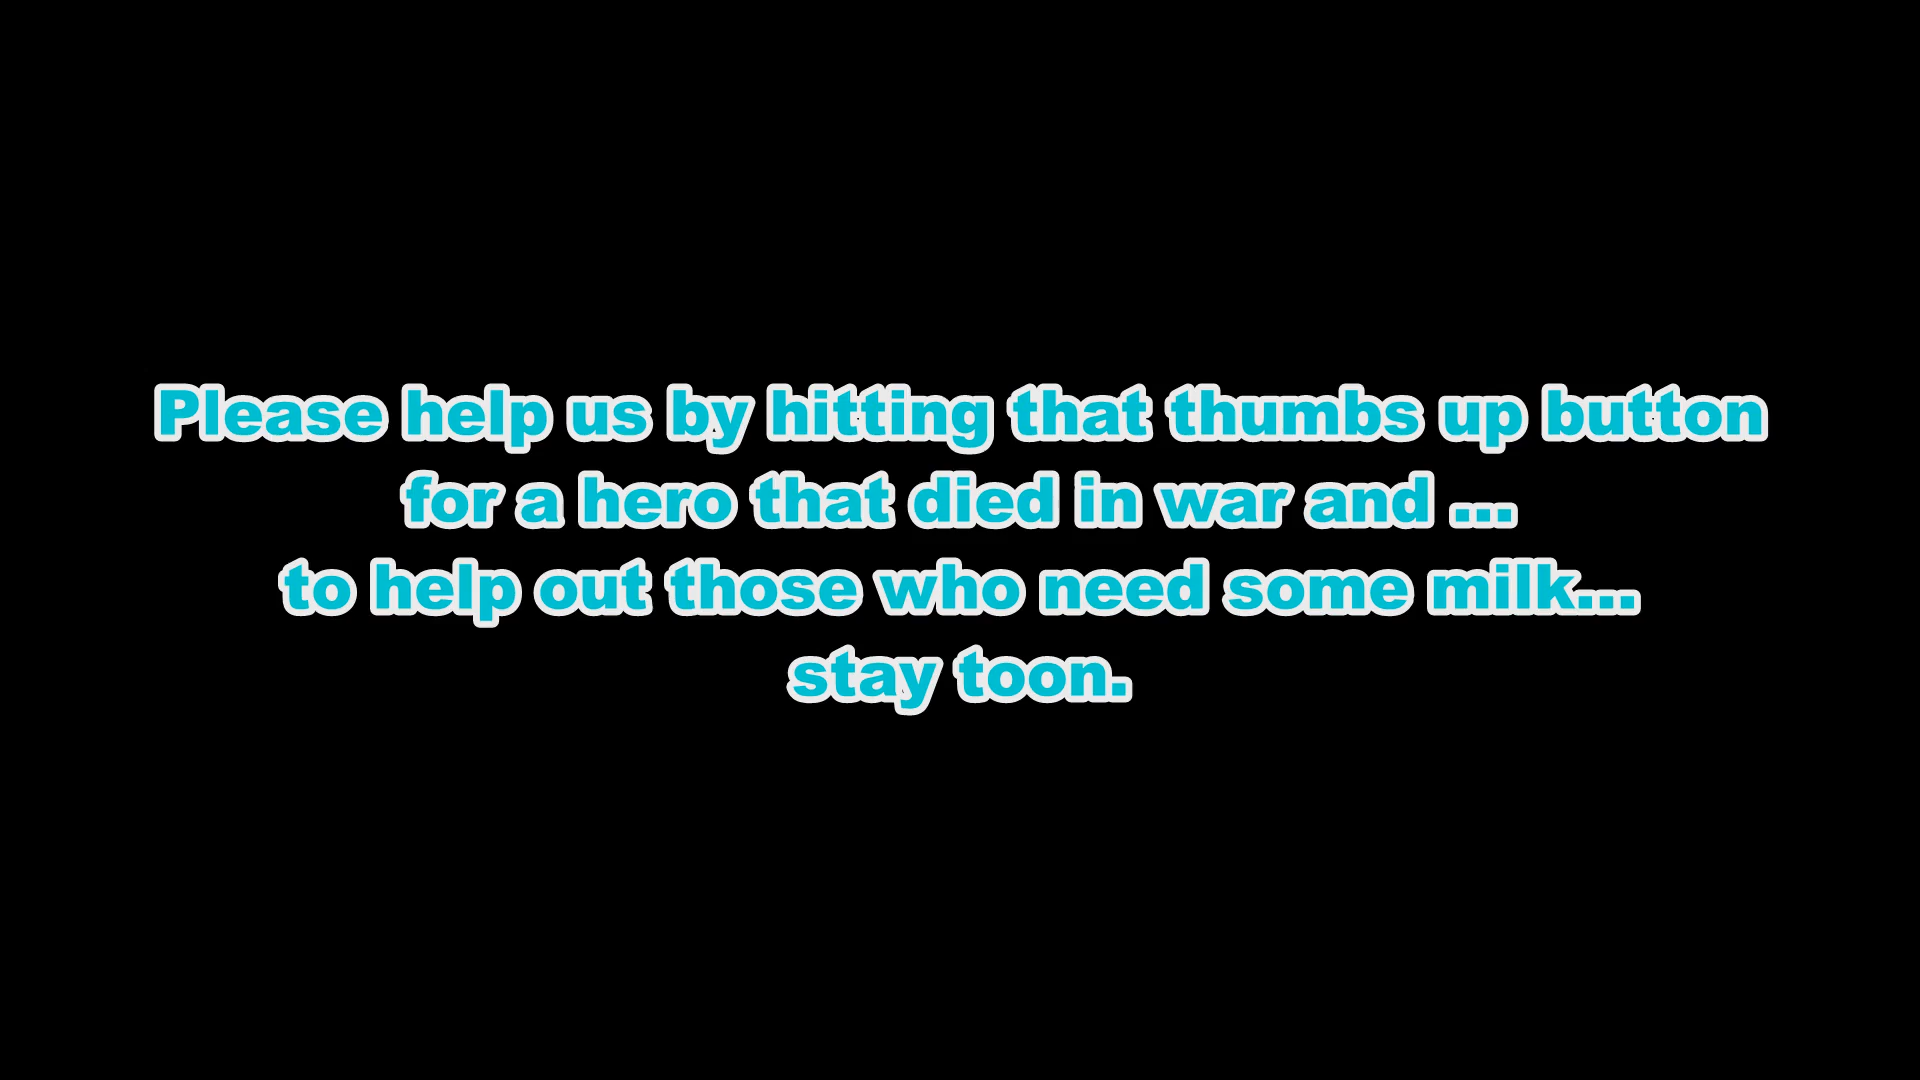 Please help us by hitting that thumbs up button
for a hero that died in war and ...
to help out those who need some milk...
stay toon.